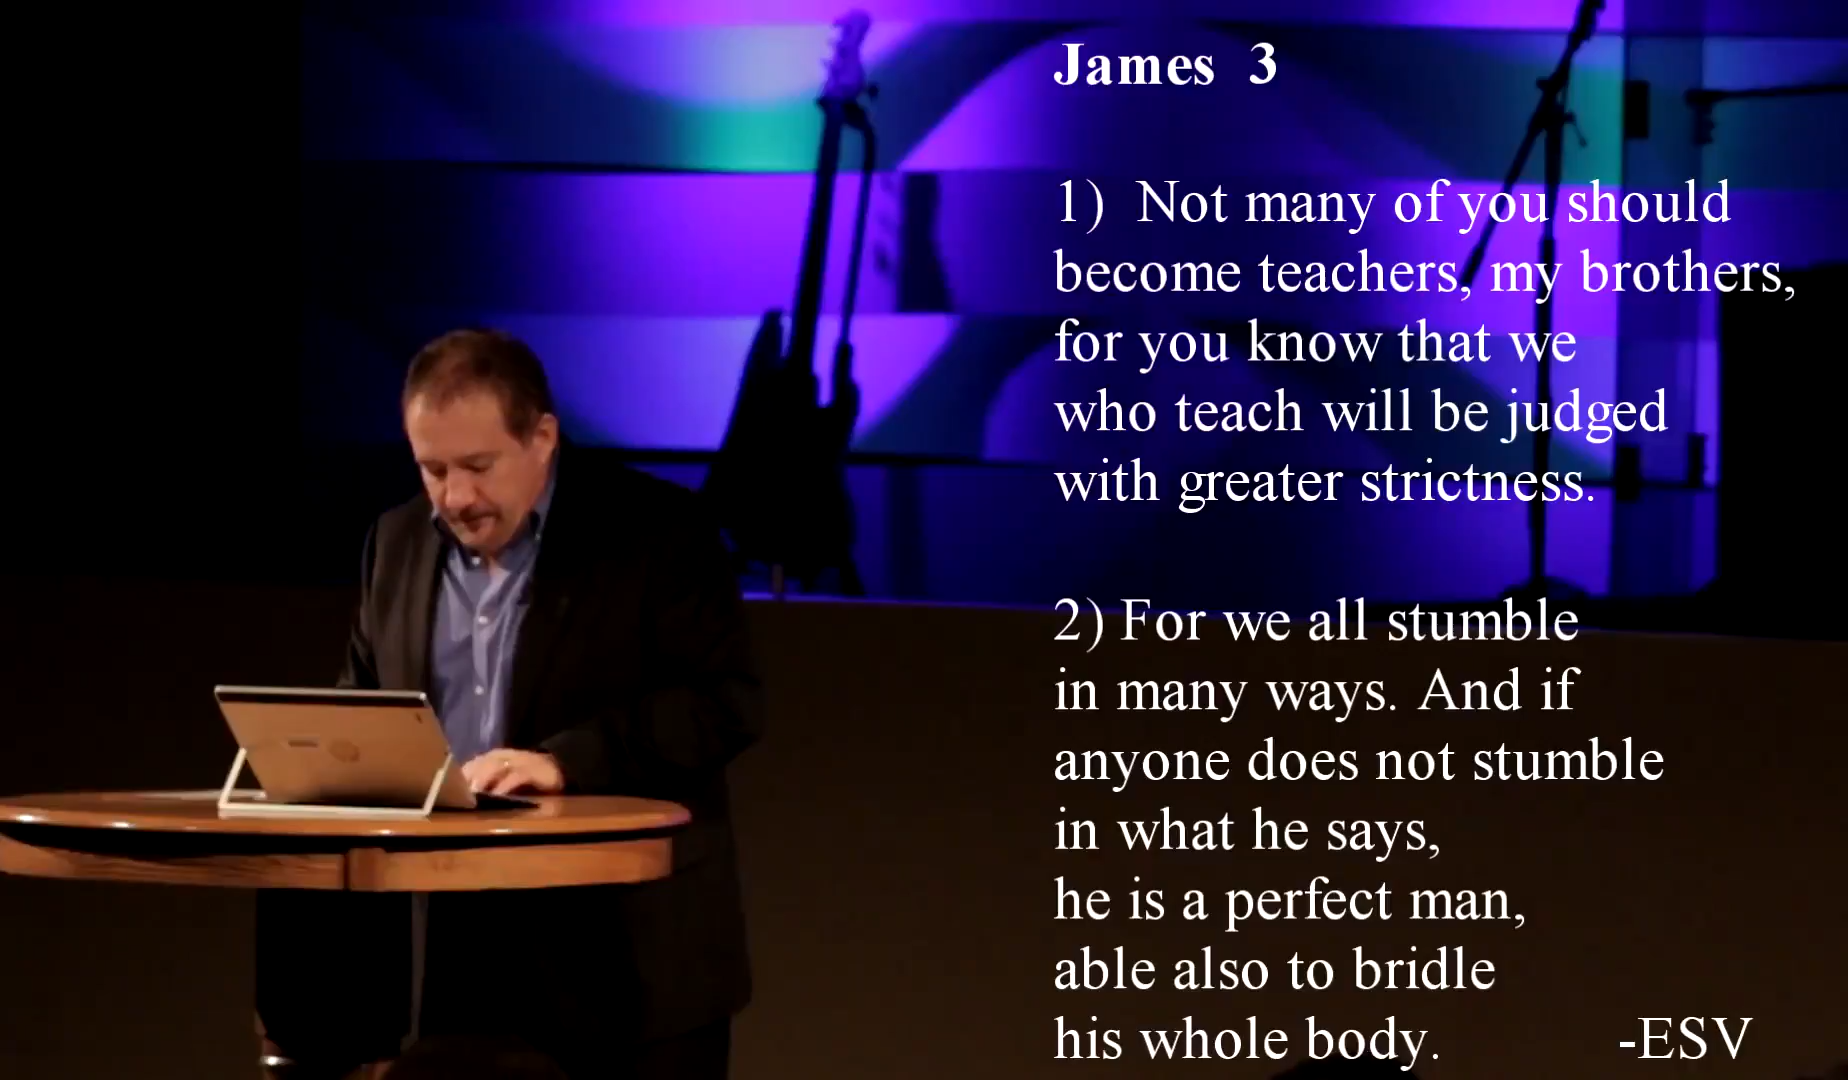 James 3
1) Not many of you should
become teachers, my brothers,
for you know that we
who teach will be judged
with greater strictness.
2) For we all stumble
in many ways. And if
anyone does not stumble
in what he says,
he is a perfect man,
able also to bridle
his whole body. -ESV